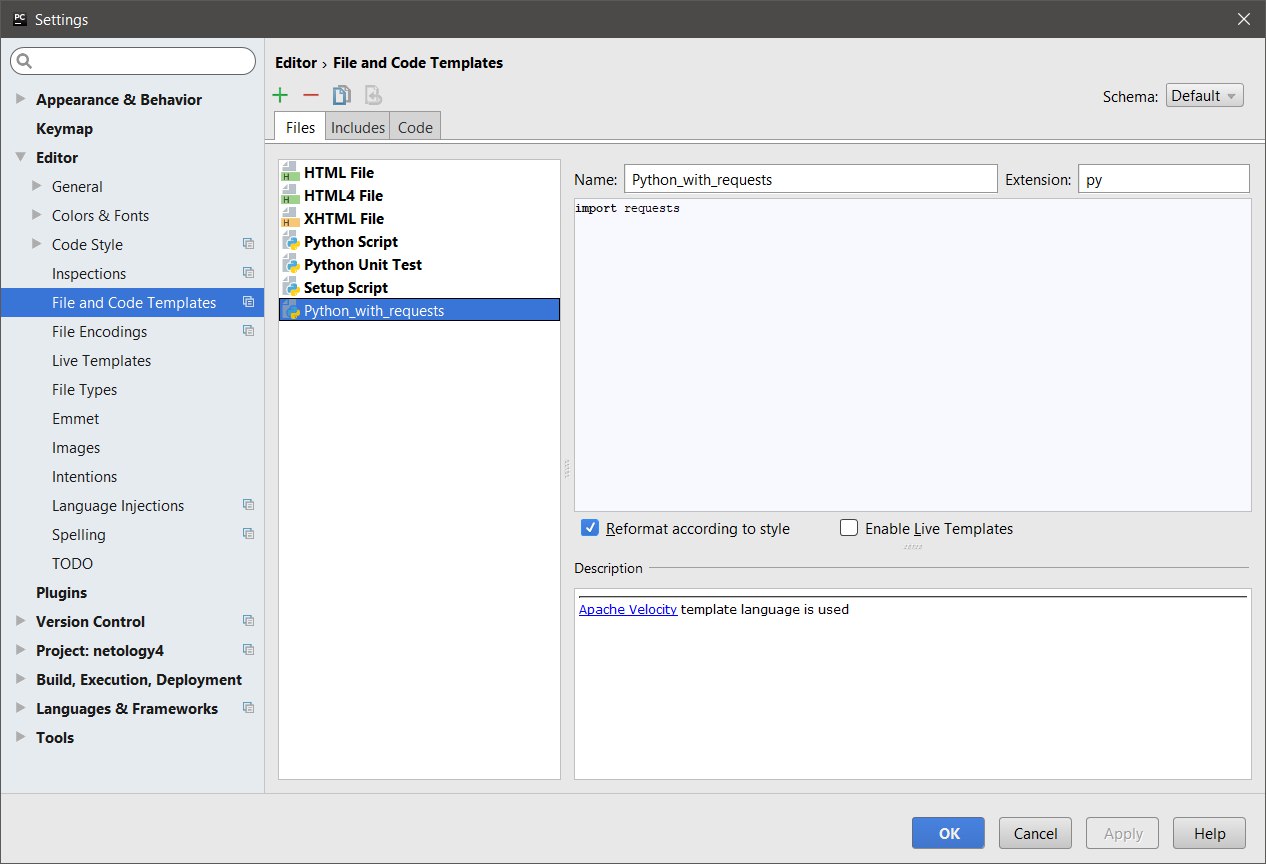 PC Settings
Editor › File and Code Templates
Schema: Default
Files Includes Code
Appearance & Behavior
Keymap
Editor
General
Colors & Fonts
Code Style
Inspections
File and Code Templates
File Encodings
Live Templates
File Types
Emmet
Images
Intentions
Language Injections
Spelling
TODO
Plugins
Version Control
Project: netology4
Build, Execution, Deployment
Languages & Frameworks
Tools
H HTML File
H HTML4 File
H XHTML File
Python Script
Python Unit Test
Setup Script
Python_with_requests
Name: Python_with_requests Extension: py
import requests
Reformat according to style Enable Live Templates
Description
Apache Velocity template language is used
OK Cancel Apply Help